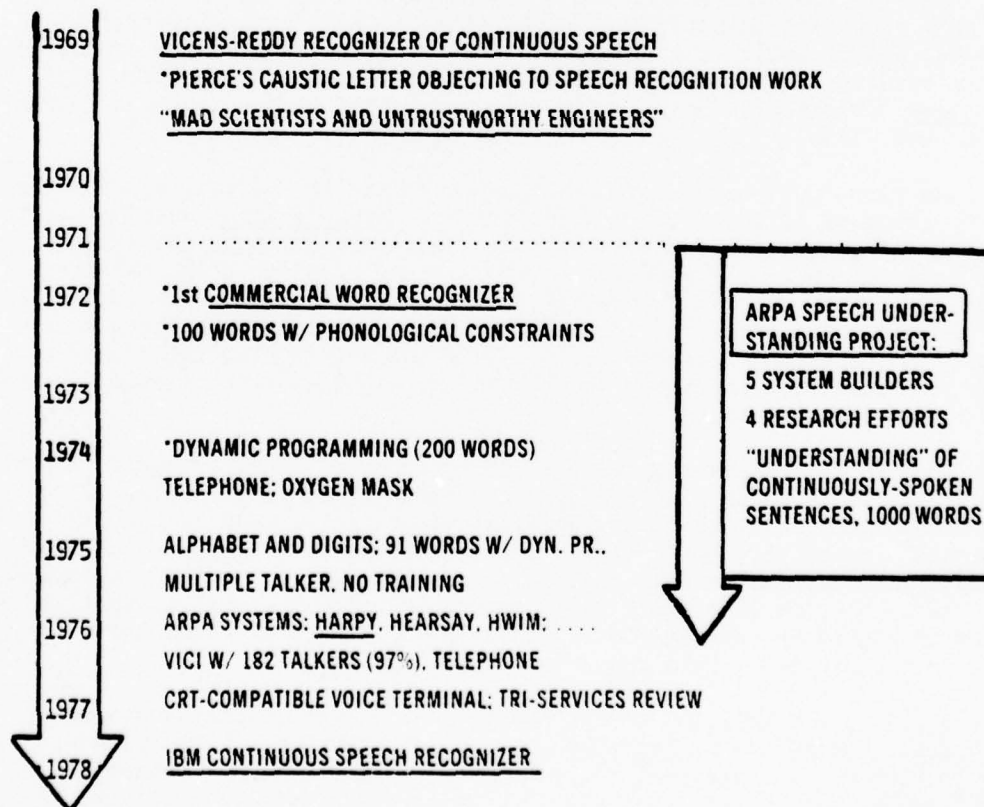 1969 VICENS-REDDY RECOGNIZER OF CONTINUOUS SPEECH
*PIERCE'S CAUSTIC LETTER OBJECTING TO SPEECH RECOGNITION WORK
"MAD SCIENTISTS AND UNTRUSTWORTHY ENGINEERS"
1970
1971
1972 *1st COMMERCIAL WORD RECOGNIZER
*100 WORDS W/ PHONOLOGICAL CONSTRAINTS
1973
1974 *DYNAMIC PROGRAMMING (200 WORDS)
TELEPHONE; OXYGEN MASK
1975 ALPHABET AND DIGITS; 91 WORDS W/ DYN. PR..
MULTIPLE TALKER, NO TRAINING
1976 ARPA SYSTEMS: HARPY, HEARSAY, HWIM; ....
VICI W/ 182 TALKERS (97%), TELEPHONE
1977 CRT-COMPATIBLE VOICE TERMINAL; TRI-SERVICES REVIEW
1978 IBM CONTINUOUS SPEECH RECOGNIZER
ARPA SPEECH UNDER-
STANDING PROJECT:
5 SYSTEM BUILDERS
4 RESEARCH EFFORTS
"UNDERSTANDING" OF
CONTINUOUSLY-SPOKEN
SENTENCES, 1000 WORDS